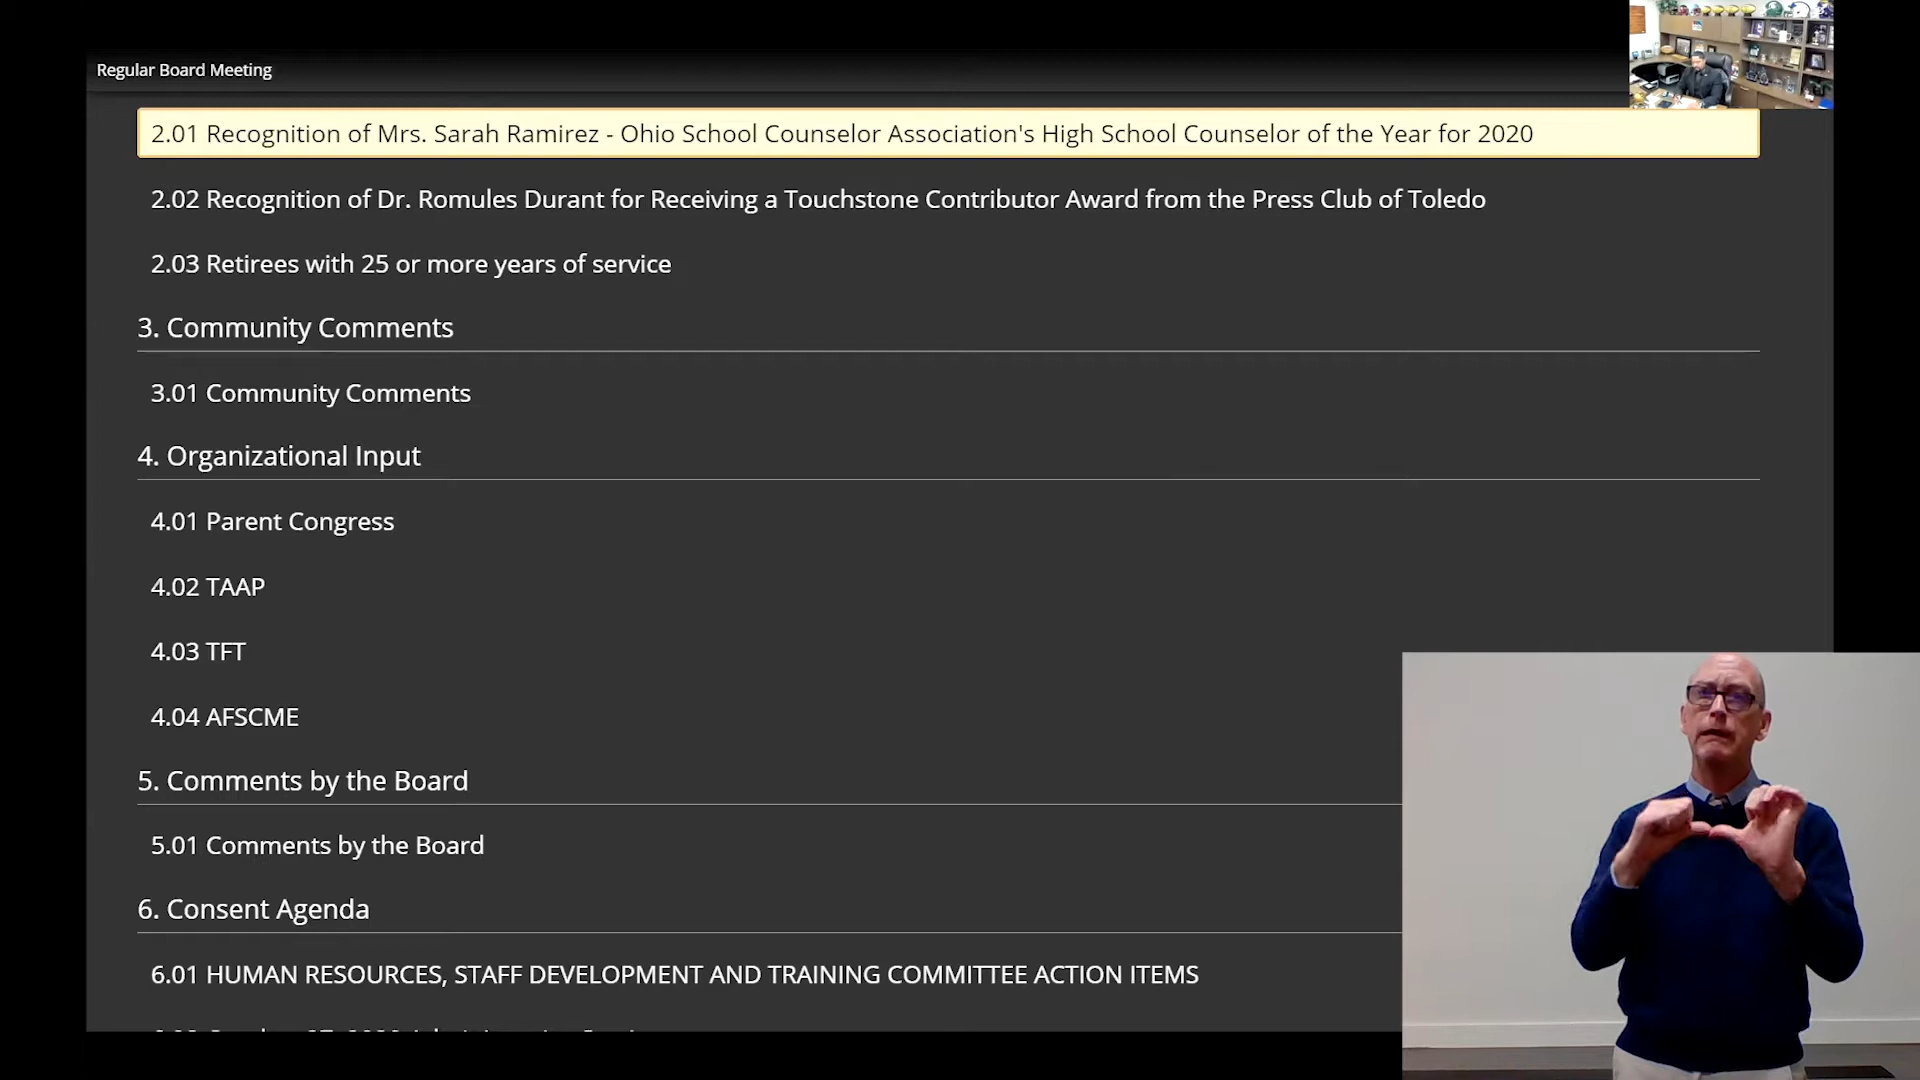 Regular Board Meeting
2.01 Recognition of Mrs. Sarah Ramirez - Ohio School Counselor Association's High School Counselor of the Year for 2020
2.02 Recognition of Dr. Romules Durant for Receiving a Touchstone Contributor Award from the Press Club of Toledo
2.03 Retirees with 25 or more years of service
3. Community Comments
3.01 Community Comments
4. Organizational Input
4.01 Parent Congress
4.02 TAAP
4.03 TFT
4.04 AFSCME
5. Comments by the Board
5.01 Comments by the Board
6. Consent Agenda
6.01 HUMAN RESOURCES, STAFF DEVELOPMENT AND TRAINING COMMITTEE ACTION ITEMS